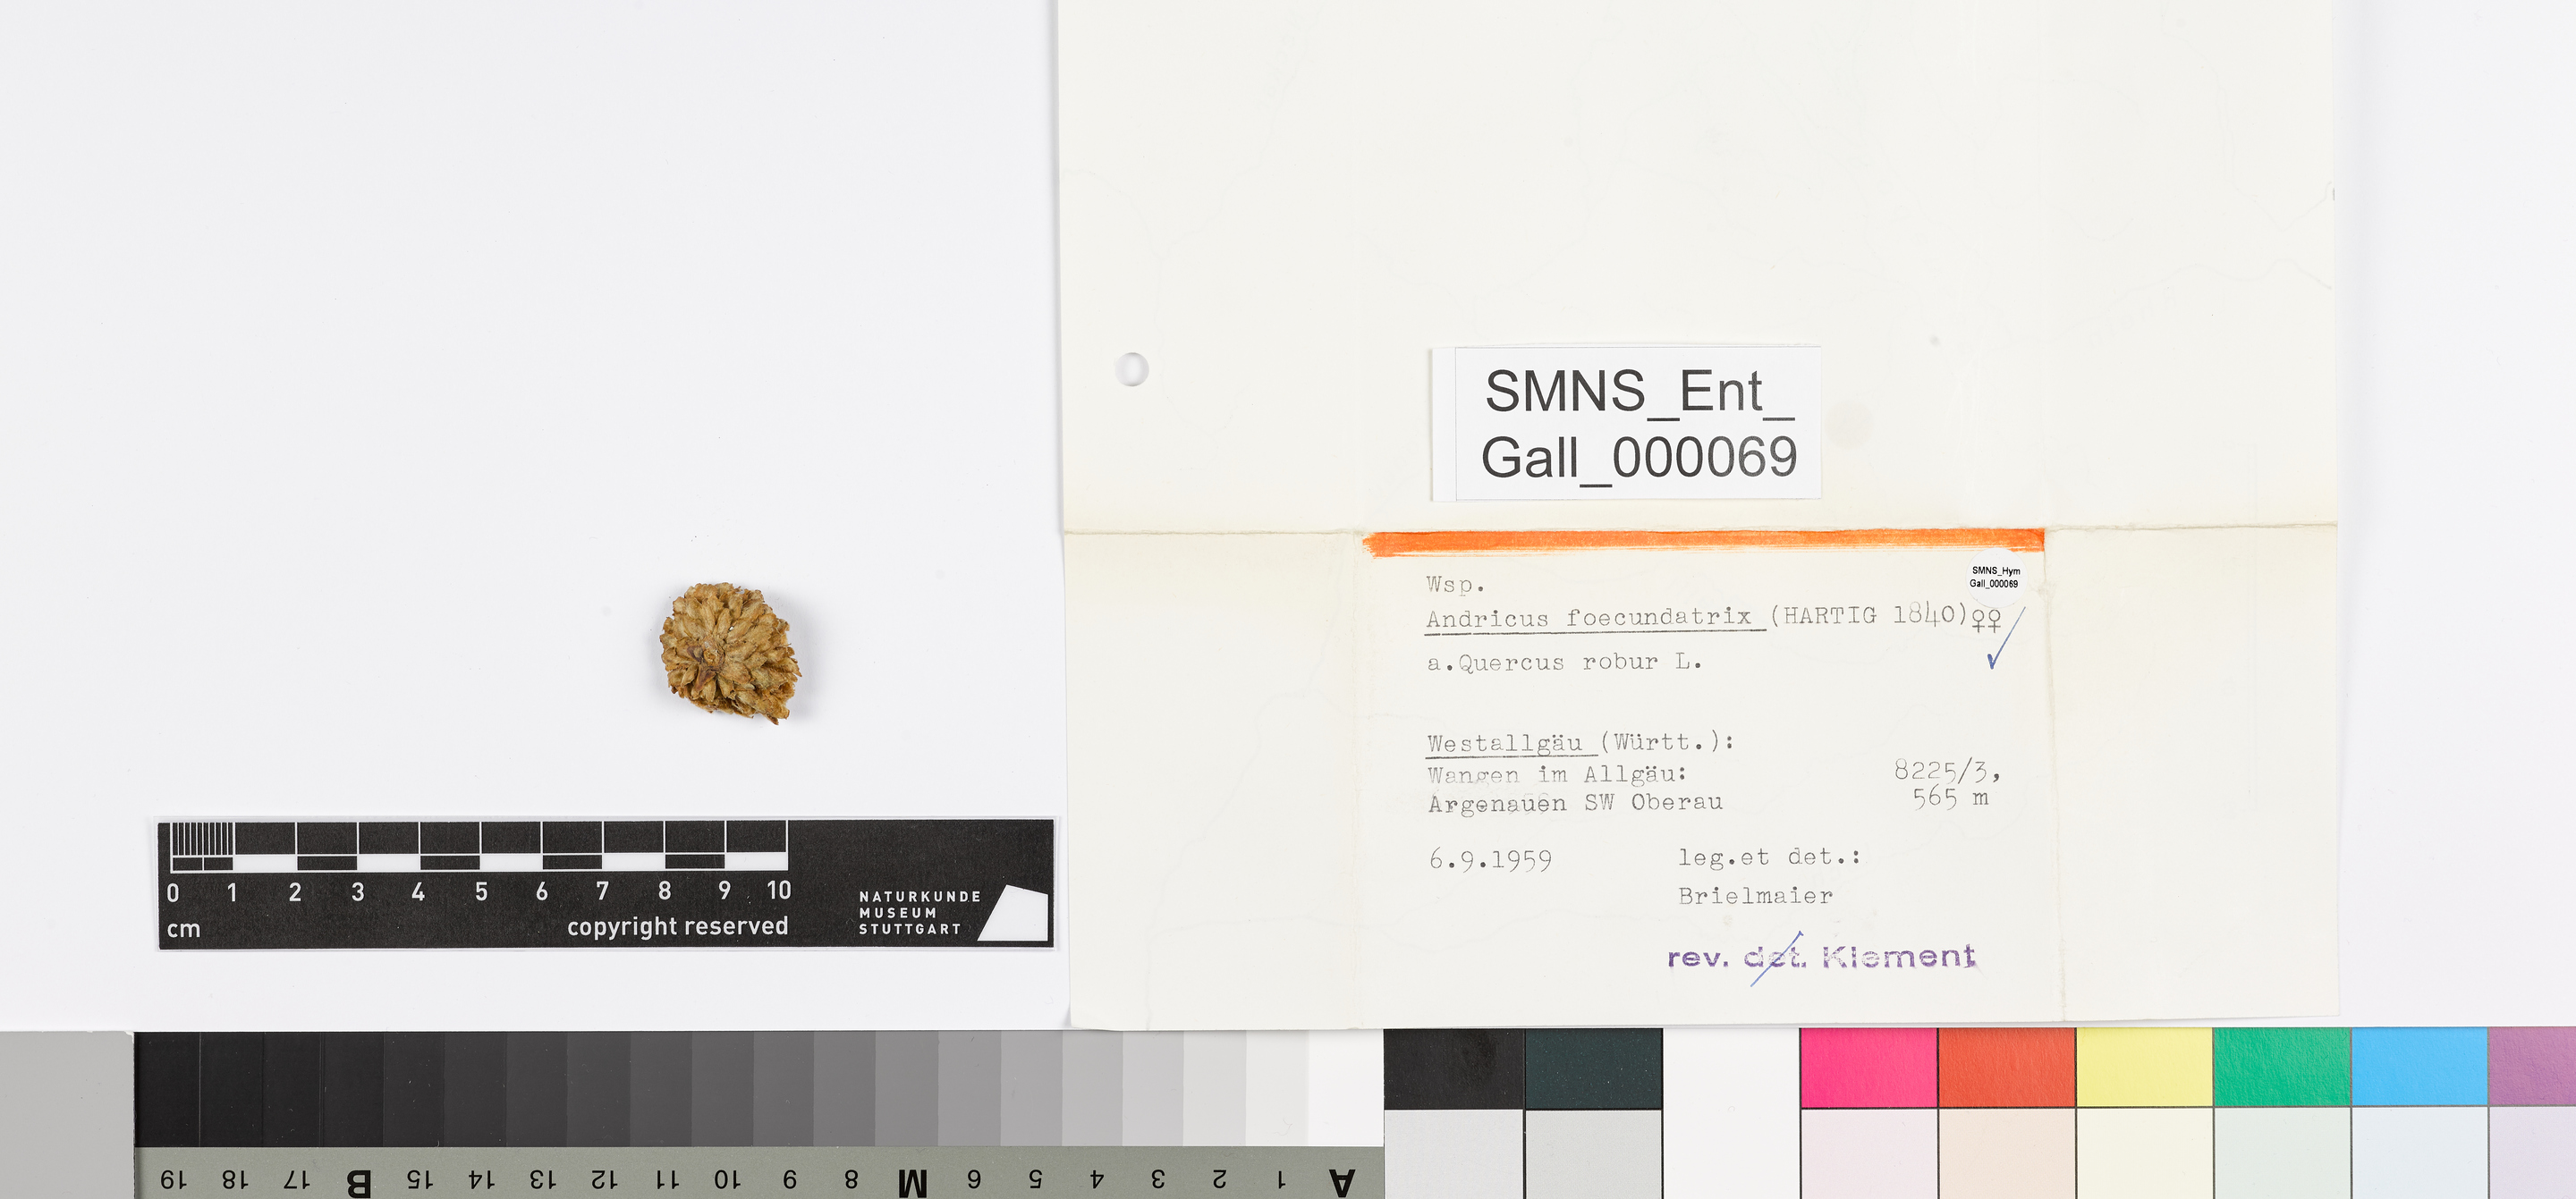 SMNS_Ent_
Gall_000069
SMNS_Hym
Gall_000069
Wsp.
Andricus foecundatrix (HARTIG 1840)♀♀
a.Quercus robur L.
Westallgäu (Württ.):
Wangen im Allgäu: 8225/3,
Argenauen SW Oberau 565 m
6.9.1959 leg.et det.:
Brielmaier
rev. det. Klement
0 1 2 3 4 5 6 7 8 9 10
cm copyright reserved
NATURKUNDE
MUSEUM
STUTTGART
19 18 17 B 15 14 13 12 11 10 9 8 M 6 5 4 3 2 1 A